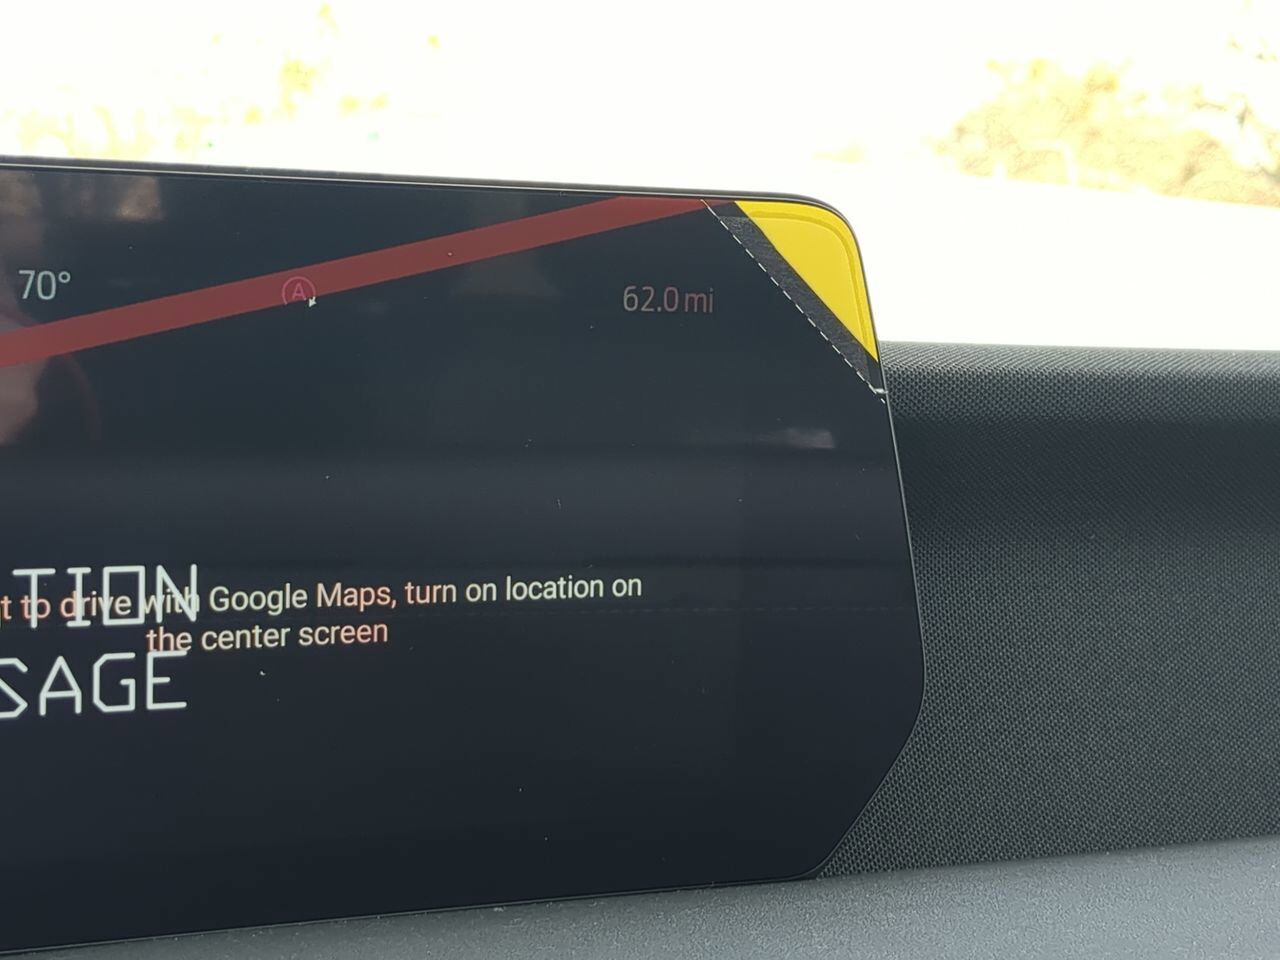 70°
A
62.0 mi
TION
t to drive with Google Maps, turn on location on
the center screen
SAGE